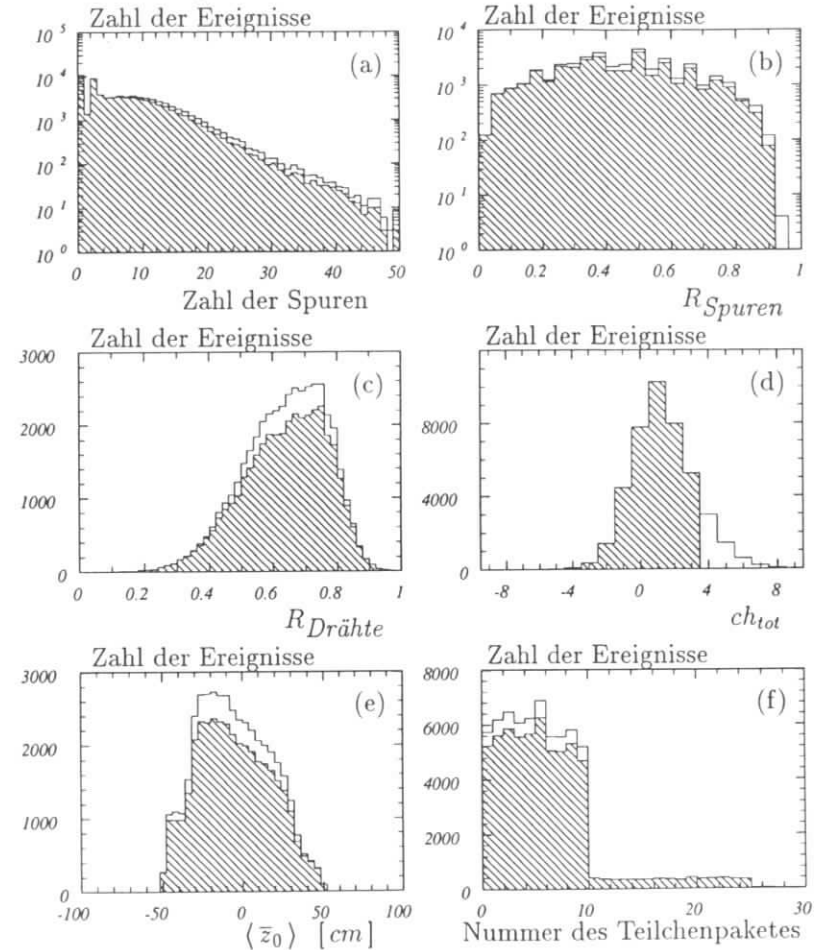 Zahl der Ereignisse
10^5
10^4
10^3
10^2
10^1
10^0
(a)
0 10 20 30 40 50
Zahl der Spuren
Zahl der Ereignisse
10^4
10^3
10^2
10^1
10^0
(b)
0 0.2 0.4 0.6 0.8 1
R_Spuren
Zahl der Ereignisse
3000
2000
1000
0
(c)
0 0.2 0.4 0.6 0.8 1
R_Drähte
Zahl der Ereignisse
8000
4000
0
(d)
-8 -4 0 4 8
ch_tot
Zahl der Ereignisse
3000
2000
1000
0
(e)
-100 -50 0 50 100
⟨ z̄_0 ⟩ [cm]
Zahl der Ereignisse
8000
6000
4000
2000
0
(f)
0 10 20 30
Nummer des Teilchenpaketes